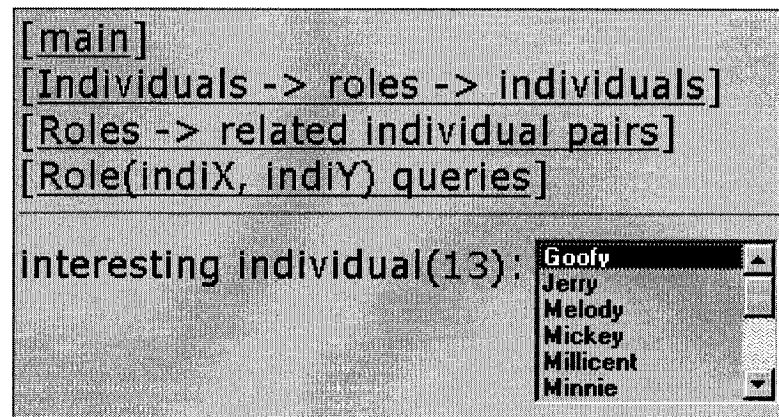 [main]
[Individuals -> roles -> individuals]
[Roles -> related individual pairs]
[Role(indiX, indiY) queries]
interesting individual(13):
Goofy
Jerry
Melody
Mickey
Millicent
Minnie